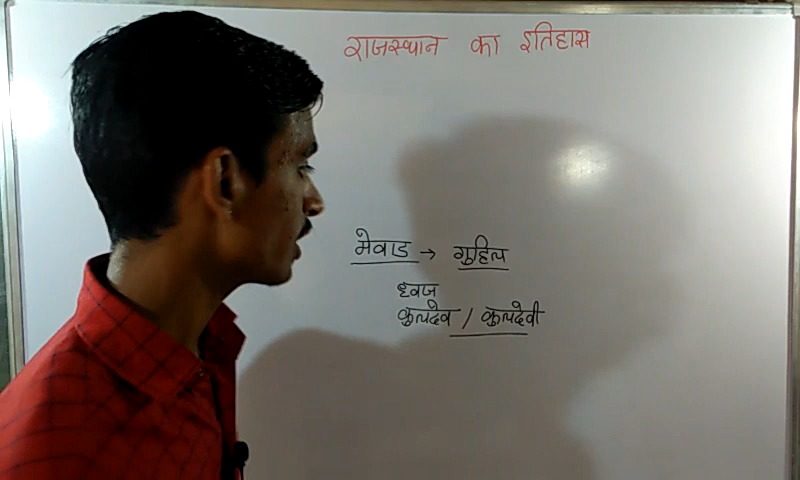 राजस्थान का इतिहास
मेवाड → गुहिल
ध्वज
कुलदेव / कुलदेवी